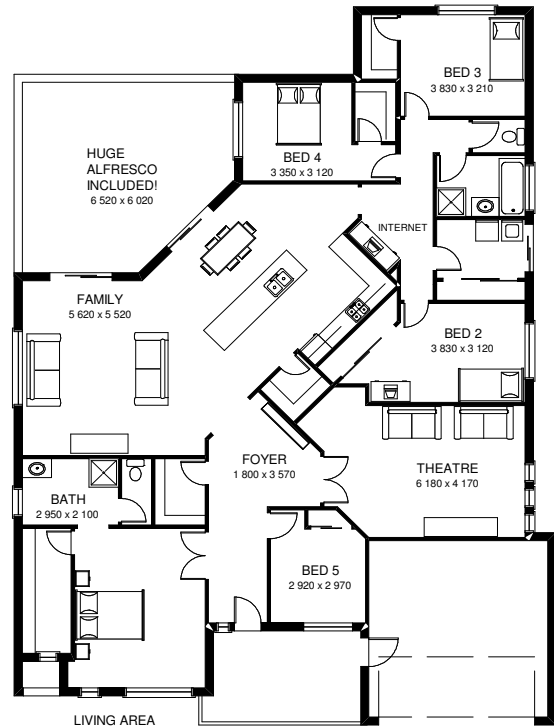 BED 3
3 830 x 3 210
HUGE
ALFRESCO
INCLUDED!
6 520 x 6 020
BED 4
3 350 x 3 120
INTERNET
FAMILY
5 620 x 5 520
BED 2
3 830 x 3 120
FOYER
1 800 x 3 570
THEATRE
6 180 x 4 170
BATH
2 950 x 2 100
BED 5
2 920 x 2 970
LIVING AREA